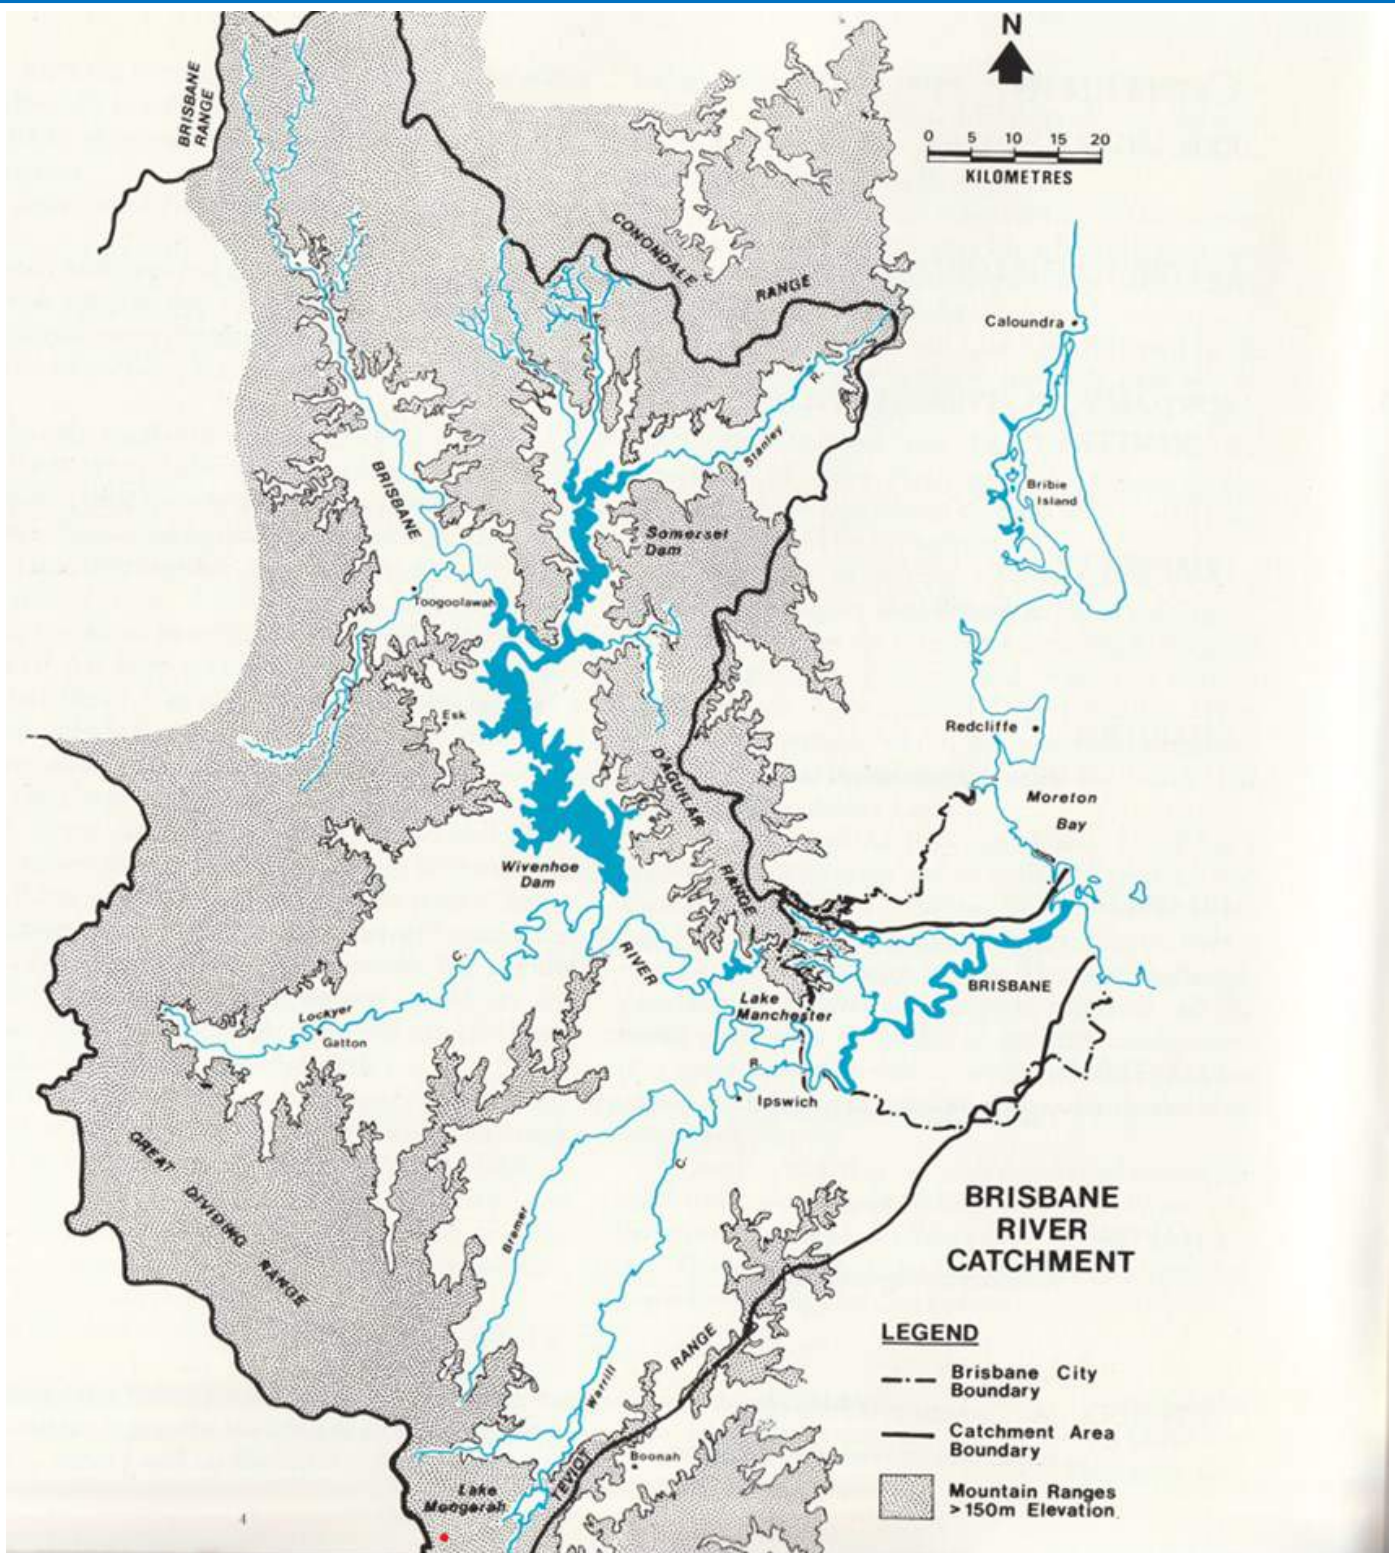 N
BRISBANE
RANGE
0 5 10 15 20
KILOMETRES
CONONDALE
RANGE
Caloundra
Stanley
R.
BRISBANE
Bribie
Island
Somerset
Dam
Toogoolawah
Esk
Redcliffe
D'AGUILAR
RANGE
Moreton
Bay
Wivenhoe
Dam
RIVER
C.
BRISBANE
Lake
Manchester
Lockyer
Gatton
R.
Ipswich
GREAT
DIVIDING
RANGE
C.
Bremer
BRISBANE
RIVER
CATCHMENT
LEGEND
Brisbane City
Boundary
Catchment Area
Boundary
Mountain Ranges
>150m Elevation
Warrill
TEVIOT
RANGE
Boonah
Lake
Moogerah
4